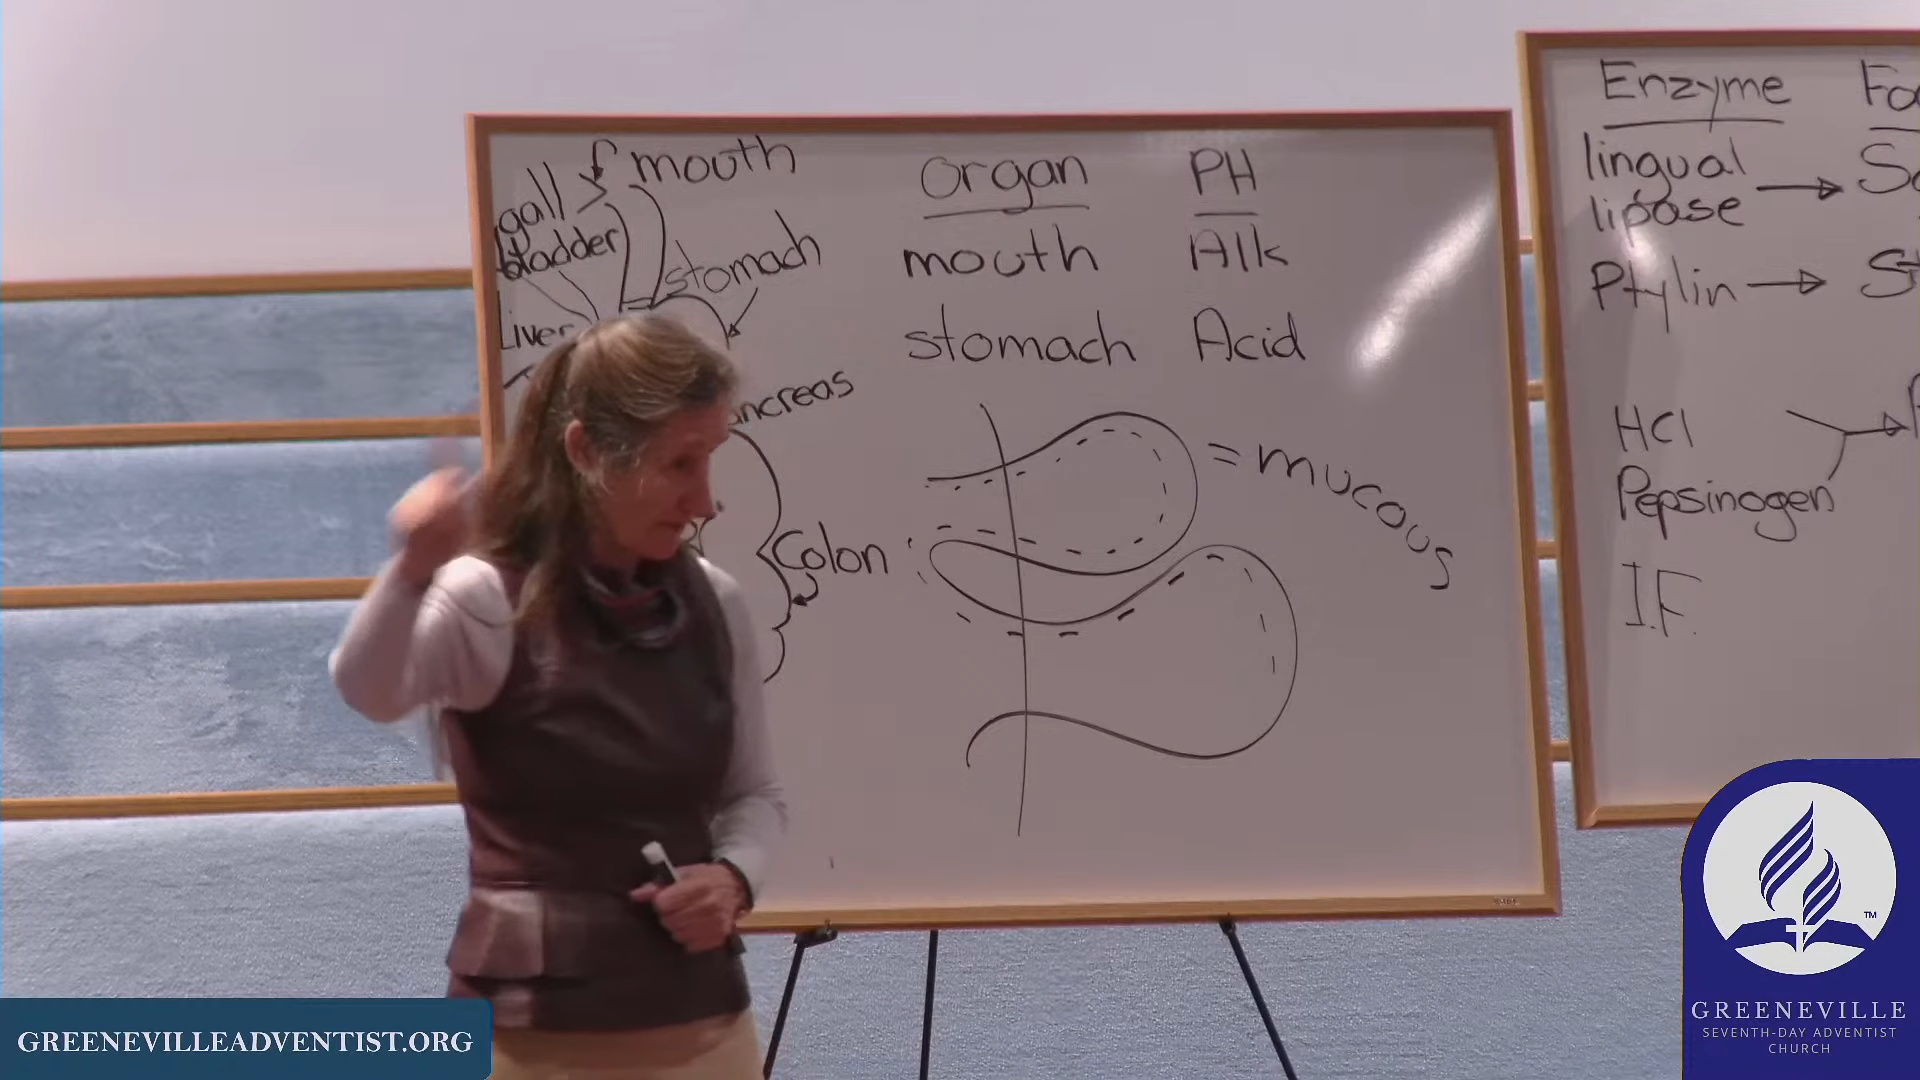 mouth
gall
bladder
stomach
Liver
Colon
Organ PH
mouth Alk
stomach Acid
= mucous
Enzyme
lingual
lipase
Ptylin
HCl
Pepsinogen
I.F.
GREENEVILLEADVENTIST.ORG
TM
GREENEVILLE
SEVENTH-DAY ADVENTIST
CHURCH